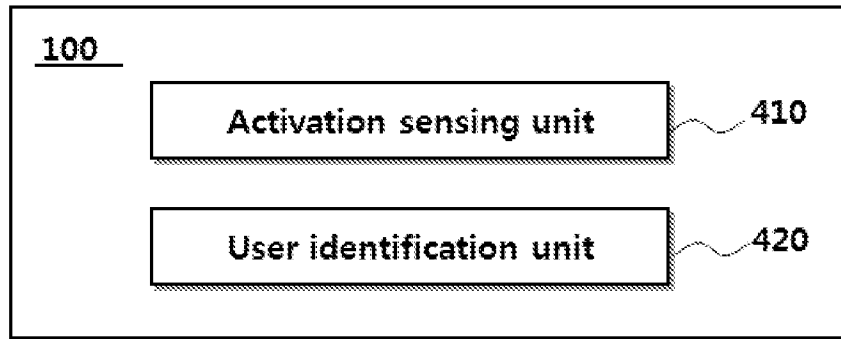 100
Activation sensing unit
410
User identification unit
420